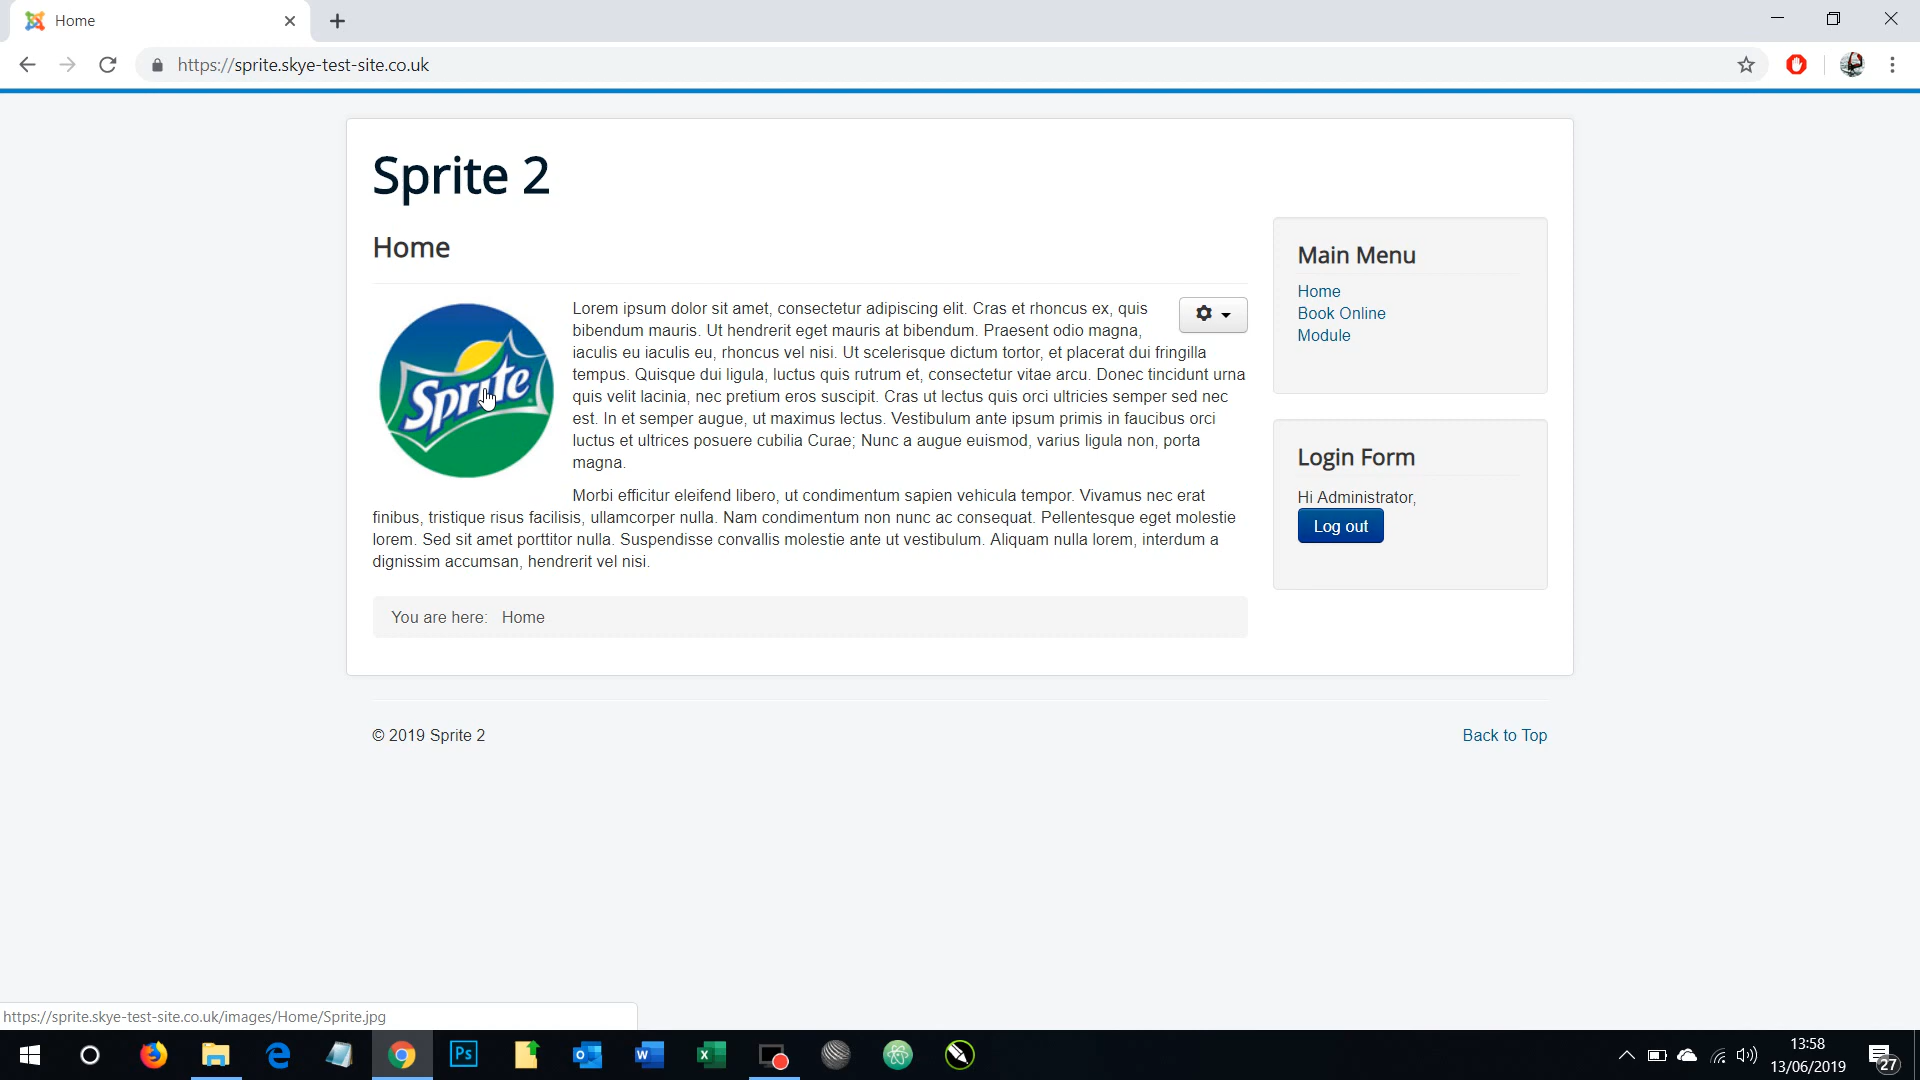 Home
https://sprite.skye-test-site.co.uk
Sprite 2
Home
Sprite
Lorem ipsum dolor sit amet, consectetur adipiscing elit. Cras et rhoncus ex, quis
bibendum mauris. Ut hendrerit eget mauris at bibendum. Praesent odio magna,
iaculis eu iaculis eu, rhoncus vel nisi. Ut scelerisque dictum tortor, et placerat dui fringilla
tempus. Quisque dui ligula, luctus quis rutrum et, consectetur vitae arcu. Donec tincidunt urna
quis velit lacinia, nec pretium eros suscipit. Cras ut lectus quis orci ultricies semper sed nec
est. In et semper augue, ut maximus lectus. Vestibulum ante ipsum primis in faucibus orci
luctus et ultrices posuere cubilia Curae; Nunc a augue euismod, varius ligula non, porta
magna.
Morbi efficitur eleifend libero, ut condimentum sapien vehicula tempor. Vivamus nec erat
finibus, tristique risus facilisis, ullamcorper nulla. Nam condimentum non nunc ac consequat. Pellentesque eget molestie
lorem. Sed sit amet porttitor nulla. Suspendisse convallis molestie ante ut vestibulum. Aliquam nulla lorem, interdum a
dignissim accumsan, hendrerit vel nisi.
You are here: Home
Main Menu
Home
Book Online
Module
Login Form
Hi Administrator,
Log out
© 2019 Sprite 2
Back to Top
https://sprite.skye-test-site.co.uk/images/Home/Sprite.jpg
Ps
13:58
13/06/2019
27